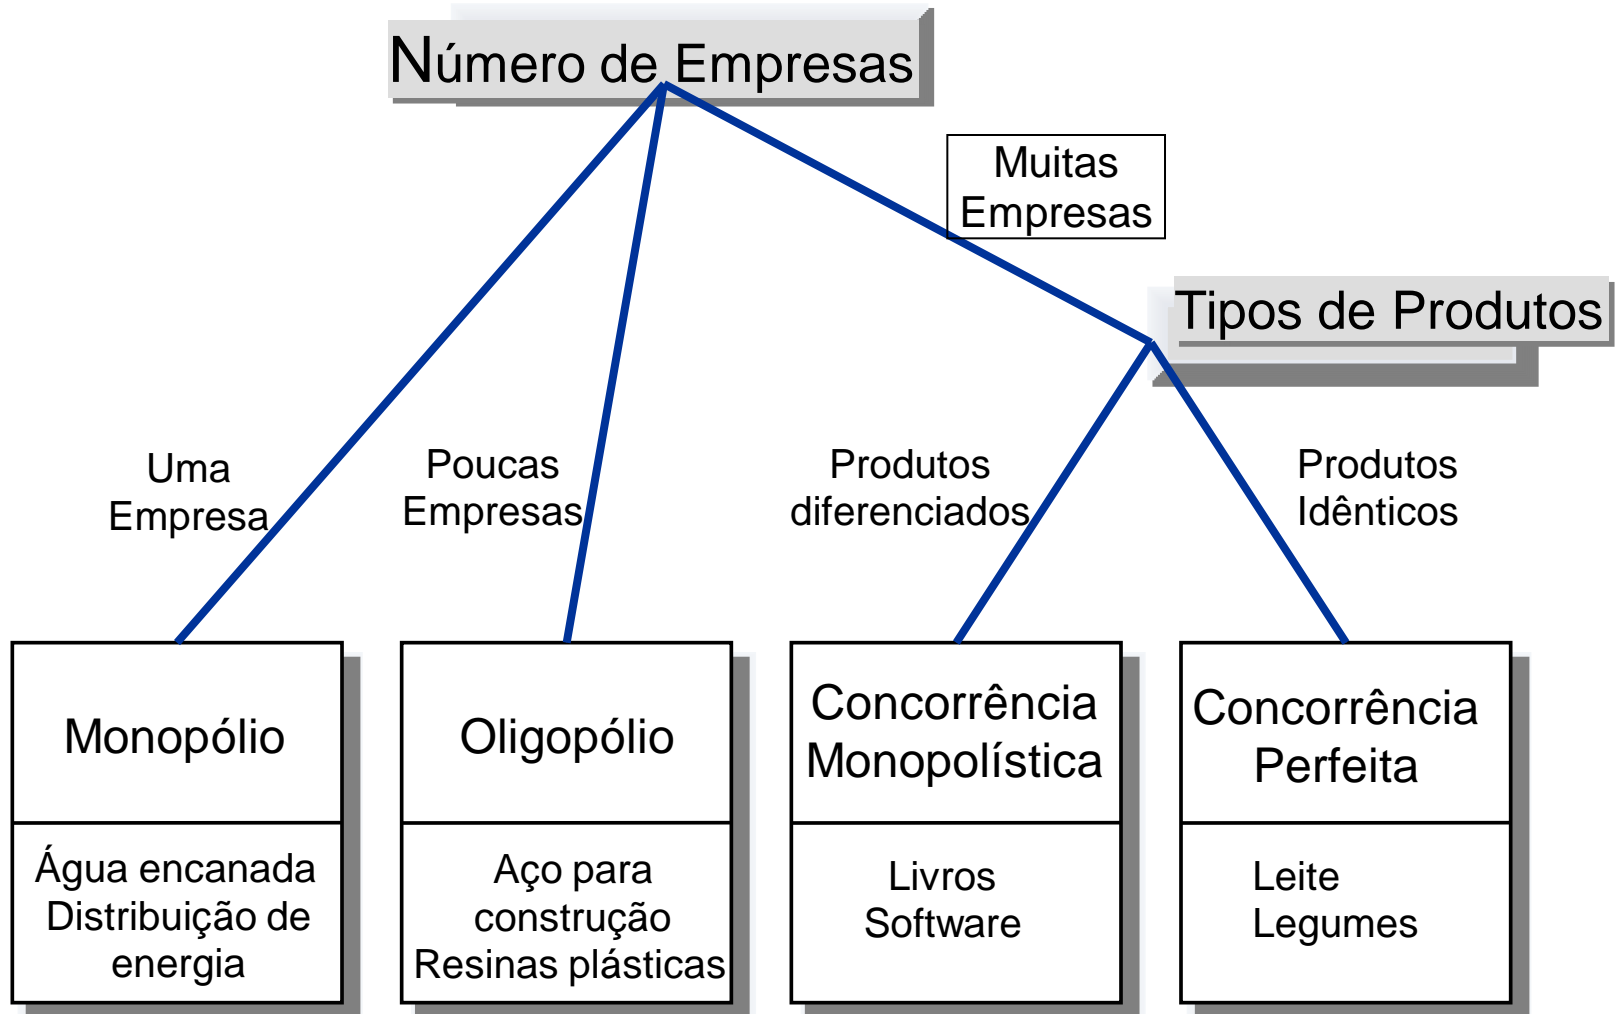 Número de Empresas
Muitas
Empresas
Tipos de Produtos
Uma
Empresa
Poucas
Empresas
Produtos
diferenciados
Produtos
Idênticos
Monopólio
Oligopólio
Concorrência
Monopolística
Concorrência
Perfeita
Água encanada
Distribuição de
energia
Aço para
construção
Resinas plásticas
Livros
Software
Leite
Legumes